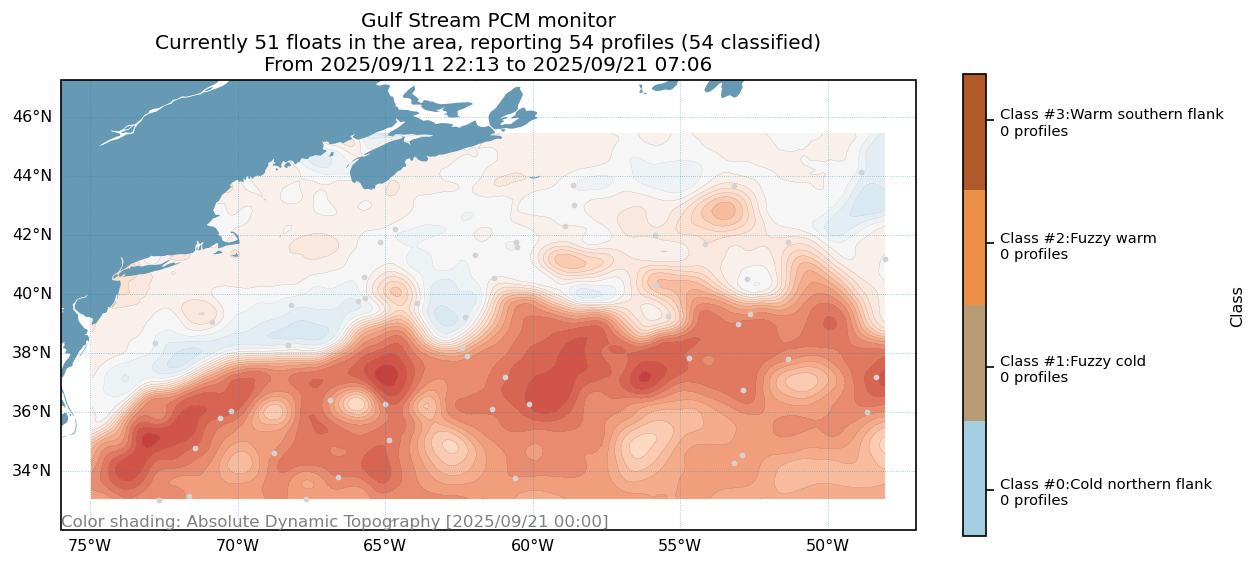 Gulf Stream PCM monitor
Currently 51 floats in the area, reporting 54 profiles (54 classified)
From 2025/09/11 22:13 to 2025/09/21 07:06
46°N
44°N
42°N
40°N
38°N
36°N
34°N
Color shading: Absolute Dynamic Topography [2025/09/21 00:00]
75°W
70°W
65°W
60°W
55°W
50°W
Class #3:Warm southern flank
0 profiles
Class #2:Fuzzy warm
0 profiles
Class #1:Fuzzy cold
0 profiles
Class #0:Cold northern flank
0 profiles
Class